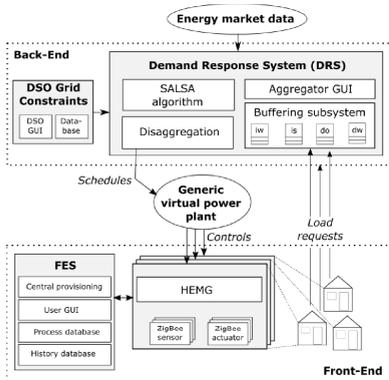 Energy market data
Back-End
Demand Response System (DRS)
DSO Grid
Constraints
DSO
GUI
Data-
base
SALSA
algorithm
Disaggregation
Aggregator GUI
Buffering subsystem
iw
is
do
dw
Schedules
Generic
virtual power
plant
Controls
Load
requests
FES
Central provisioning
User GUI
Process database
History database
HEMG
ZigBee
sensor
ZigBee
actuator
Front-End